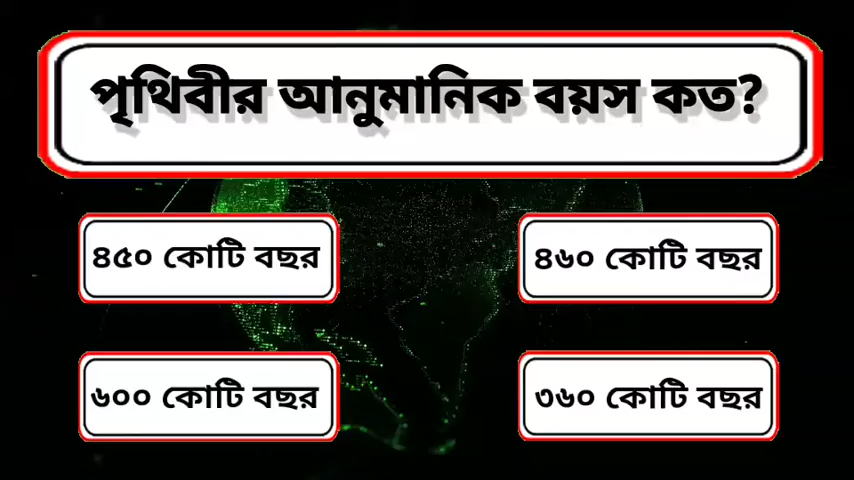 পৃথিবীর আনুমানিক বয়স কত?
৪৫০ কোটি বছর
৪৬০ কোটি বছর
৬০০ কোটি বছর
৩৬০ কোটি বছর